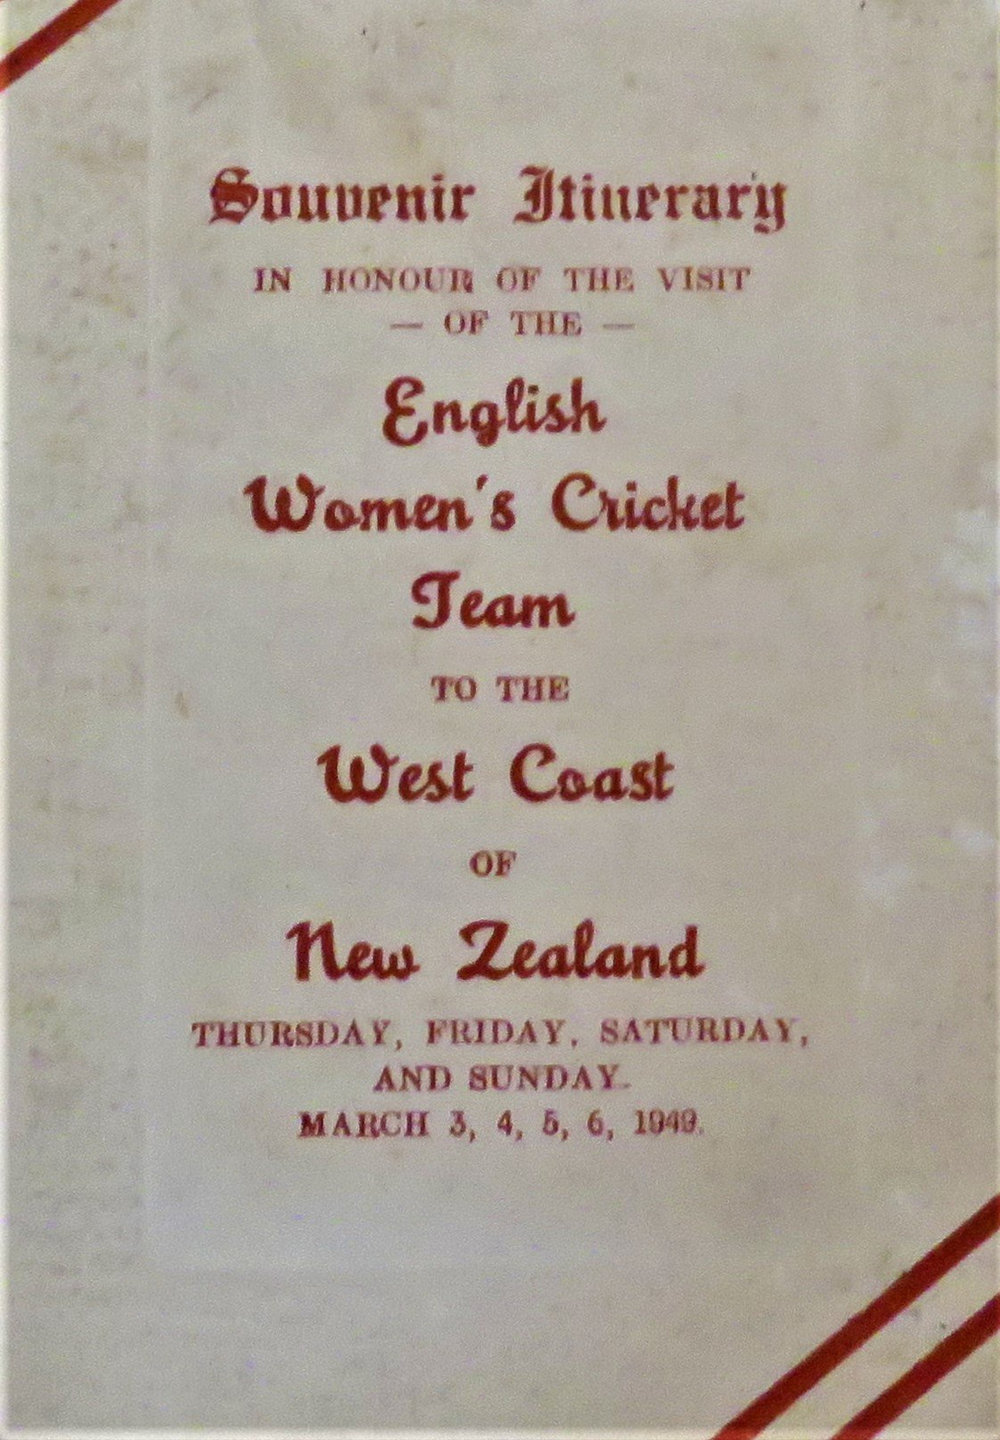 Souvenir Itinerary
IN HONOUR OF THE VISIT
— OF THE —
English
Women's Cricket
Team
TO THE
West Coast
OF
New Zealand
THURSDAY, FRIDAY, SATURDAY,
AND SUNDAY.
MARCH 3, 4, 5, 6, 1949.